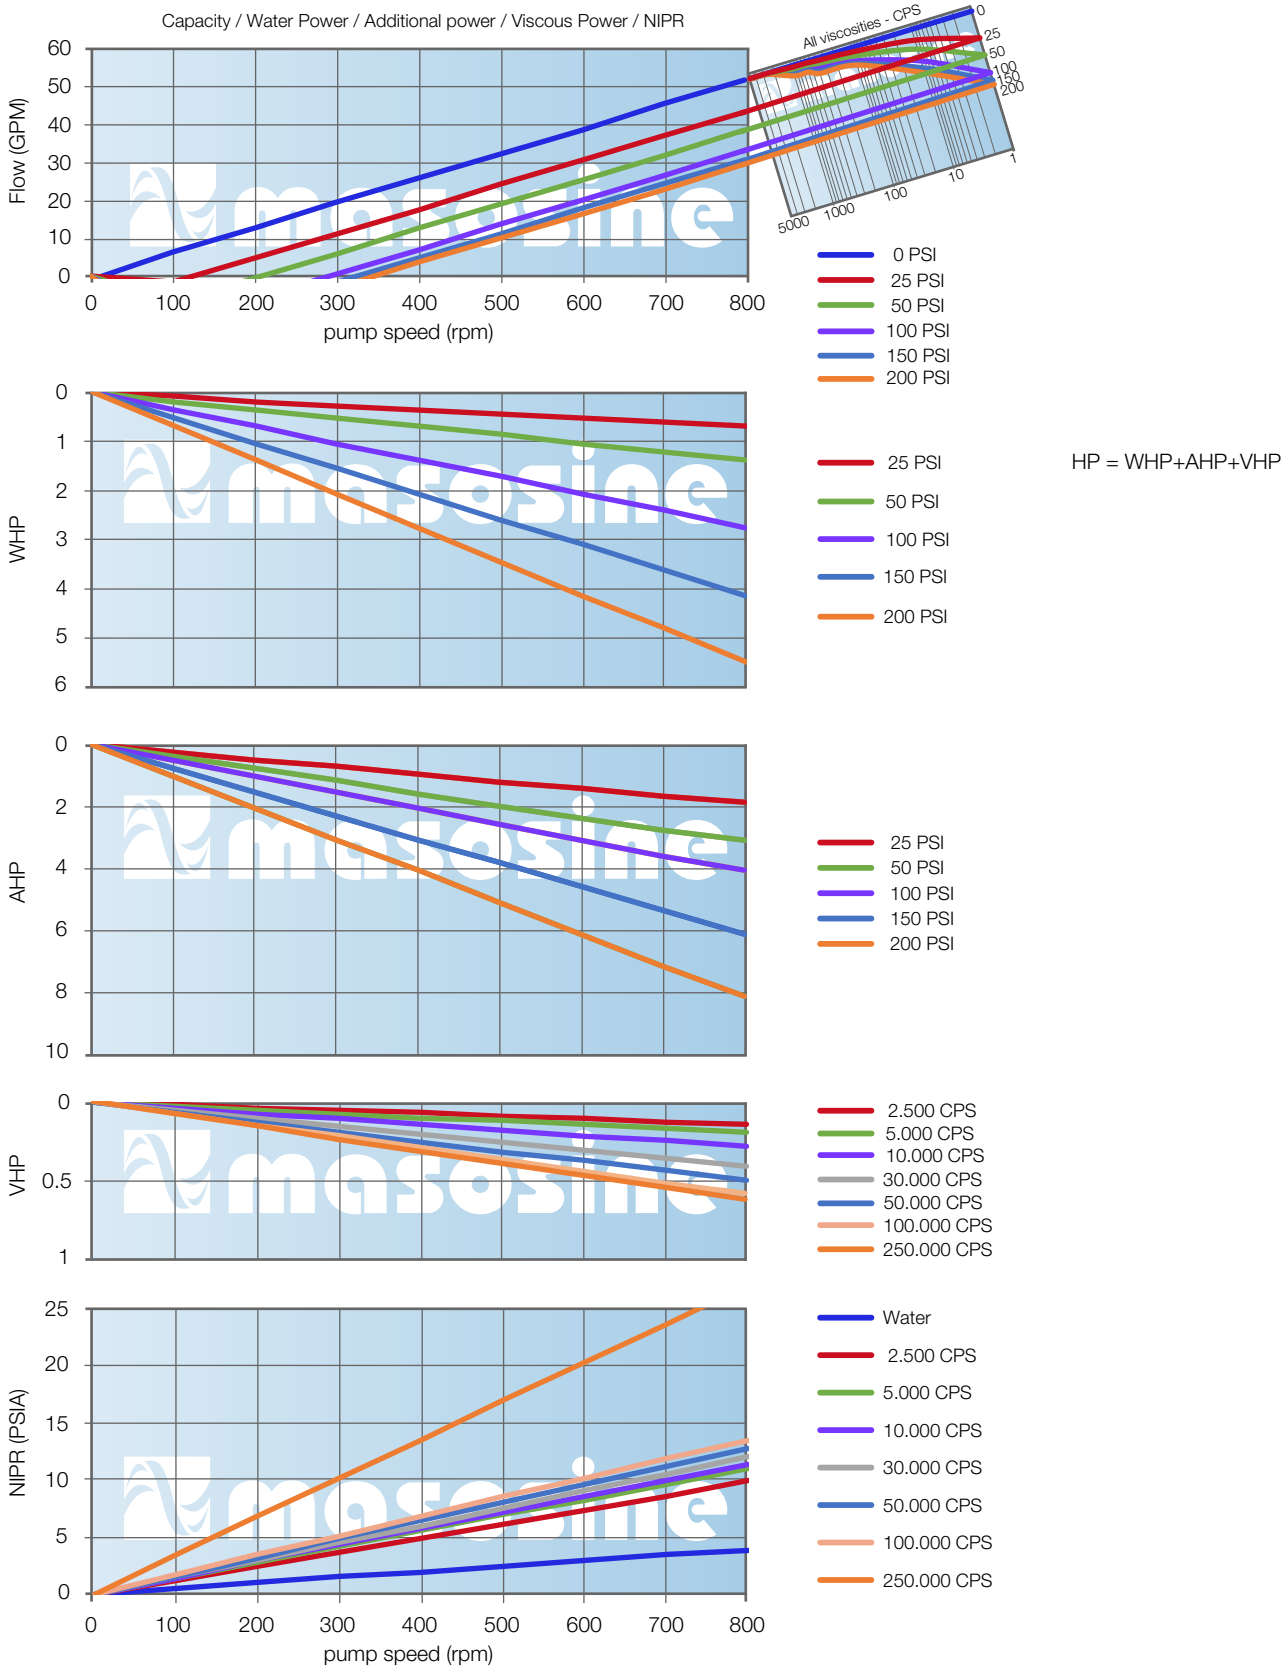 Capacity / Water Power / Additional power / Viscous Power / NIPR
All viscosities - CPS
0
25
50
100
150
200
5000
1000
100
10
1
Flow (GPM)
60
50
40
30
20
10
0
masosine
0 100 200 300 400 500 600 700 800
pump speed (rpm)
0 PSI
25 PSI
50 PSI
100 PSI
150 PSI
200 PSI
WHP
0
1
2
3
4
5
6
masosine
25 PSI
50 PSI
100 PSI
150 PSI
200 PSI
HP = WHP+AHP+VHP
AHP
0
2
4
6
8
10
masosine
25 PSI
50 PSI
100 PSI
150 PSI
200 PSI
VHP
0
0.5
1
masosine
2.500 CPS
5.000 CPS
10.000 CPS
30.000 CPS
50.000 CPS
100.000 CPS
250.000 CPS
NIPR (PSIA)
25
20
15
10
5
0
masosine
0 100 200 300 400 500 600 700 800
pump speed (rpm)
Water
2.500 CPS
5.000 CPS
10.000 CPS
30.000 CPS
50.000 CPS
100.000 CPS
250.000 CPS